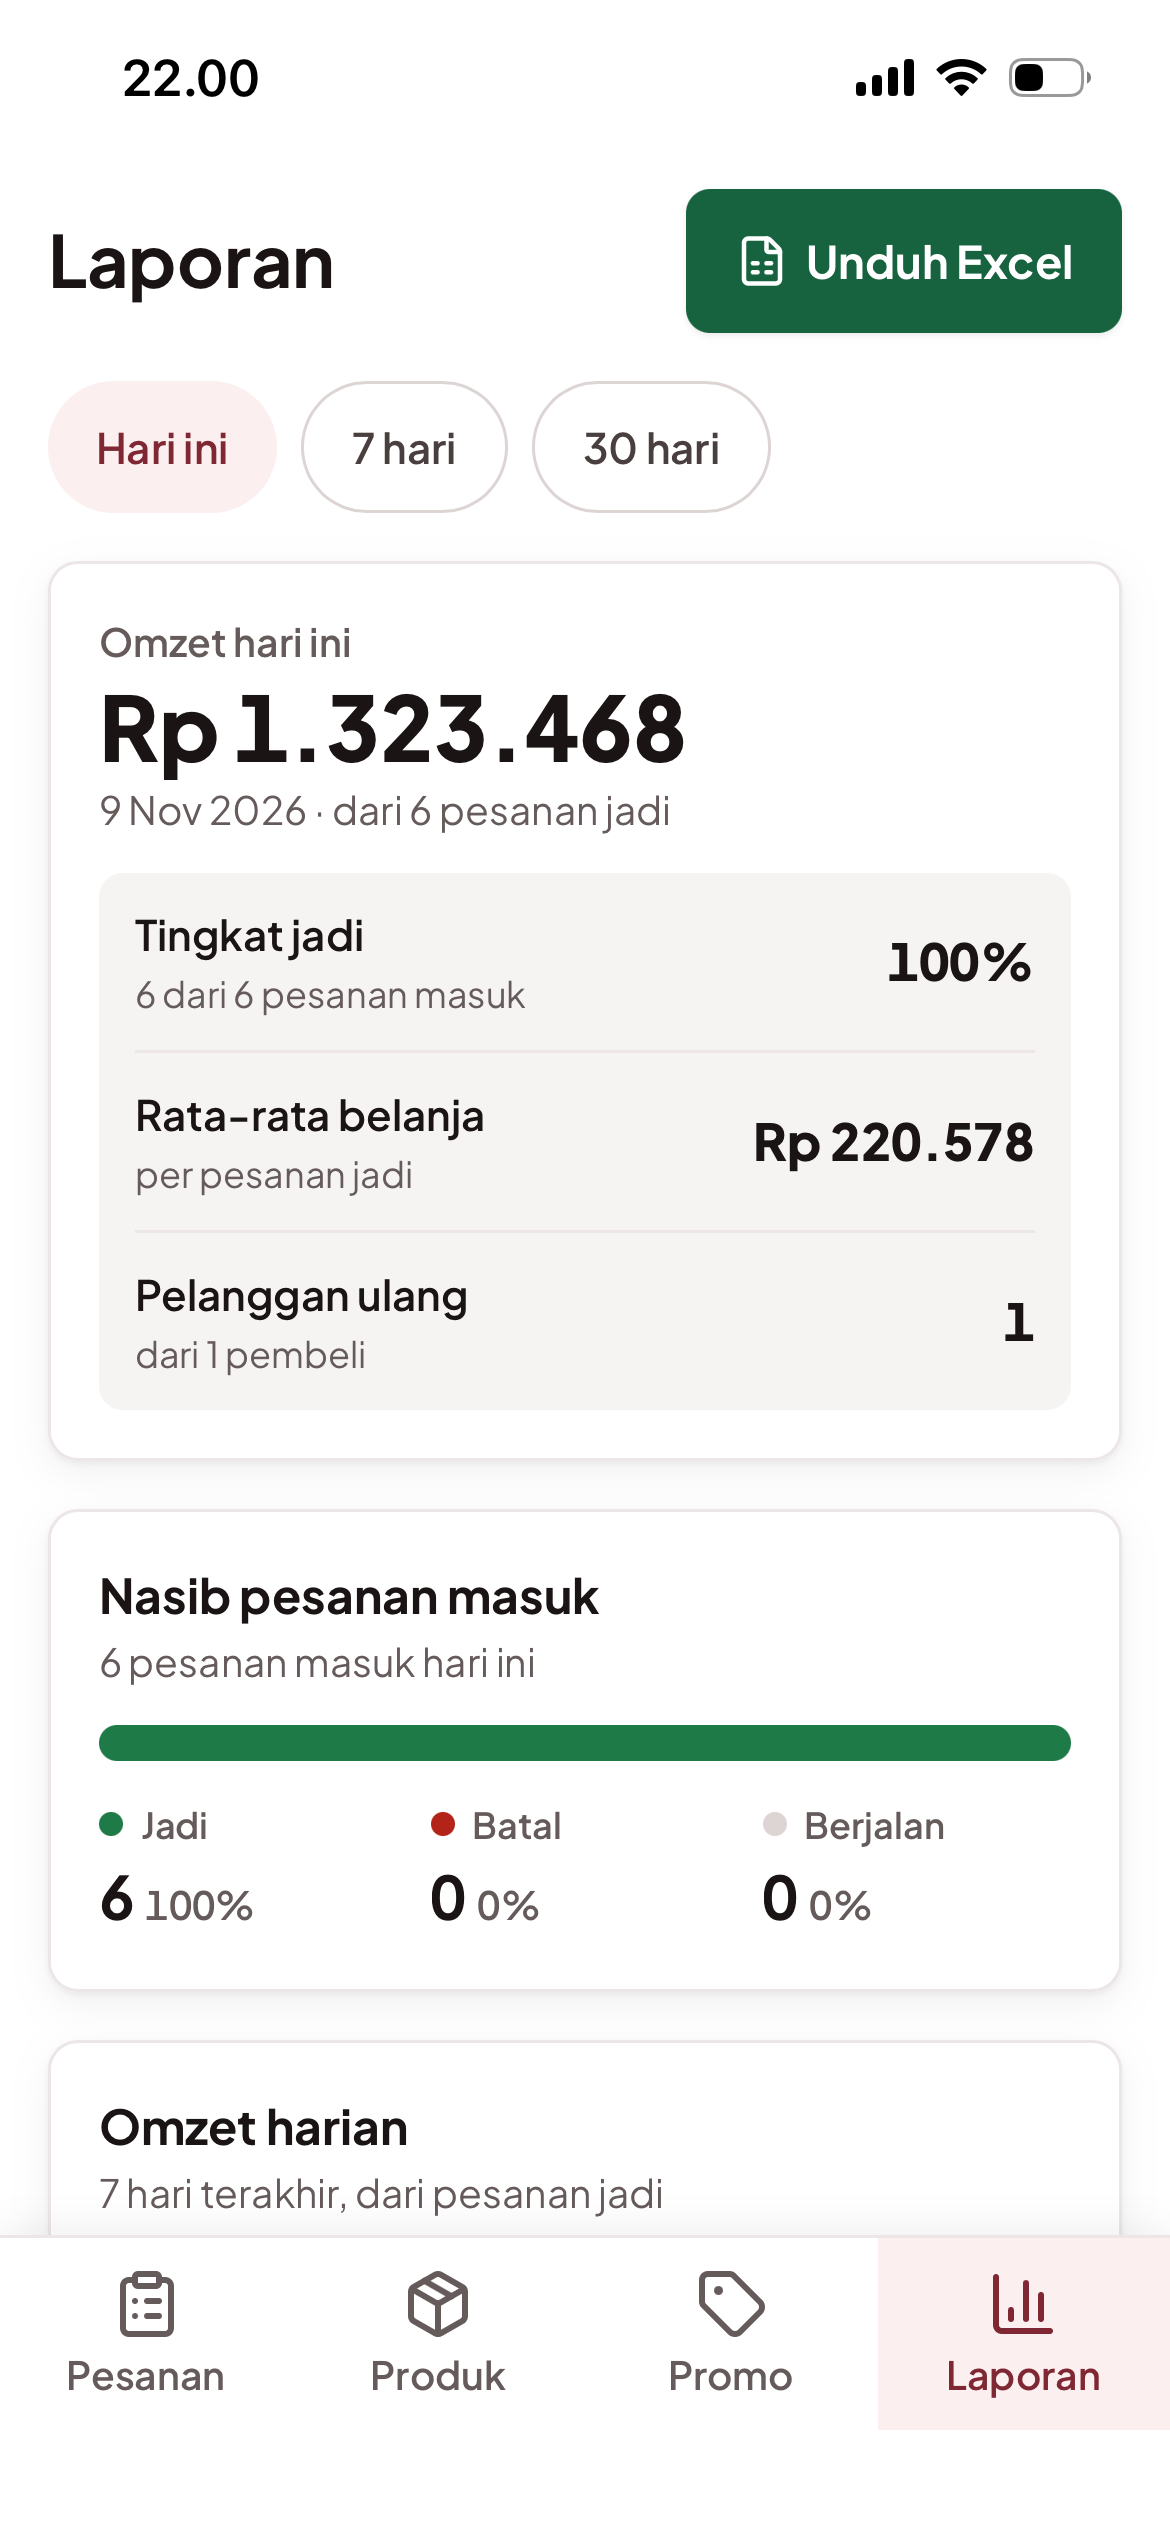 22.00
Laporan
Unduh Excel
Hari ini
7 hari
30 hari
Omzet hari ini
Rp 1.323.468
9 Nov 2026 · dari 6 pesanan jadi
Tingkat jadi
6 dari 6 pesanan masuk
100%
Rata-rata belanja
per pesanan jadi
Rp 220.578
Pelanggan ulang
dari 1 pembeli
1
Nasib pesanan masuk
6 pesanan masuk hari ini
Jadi
6 100%
Batal
0 0%
Berjalan
0 0%
Omzet harian
7 hari terakhir, dari pesanan jadi
Pesanan
Produk
Promo
Laporan